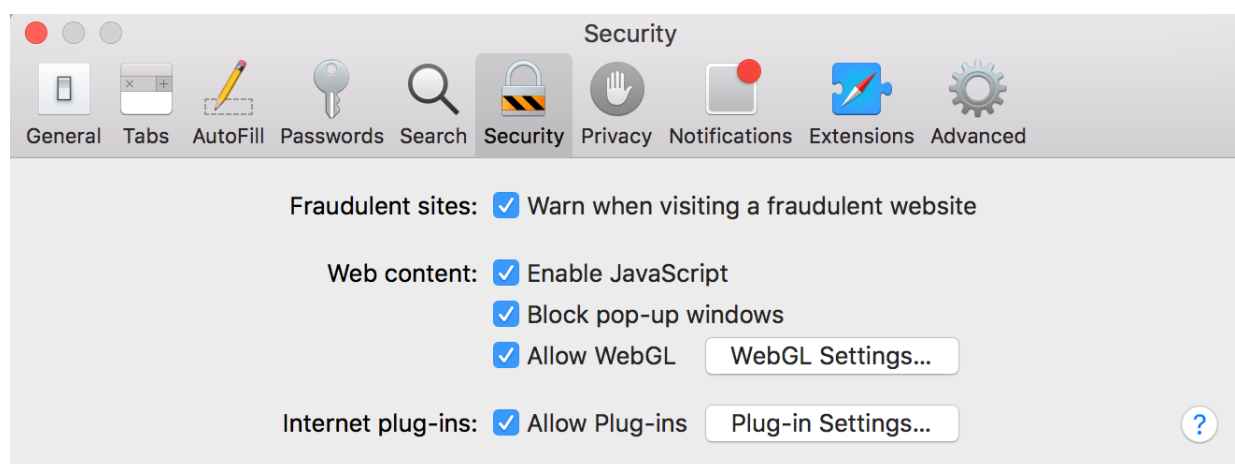 Security
General Tabs AutoFill Passwords Search Security Privacy Notifications Extensions Advanced
Fraudulent sites: Warn when visiting a fraudulent website
Web content: Enable JavaScript
Block pop-up windows
Allow WebGL WebGL Settings...
Internet plug-ins: Allow Plug-ins Plug-in Settings... ?